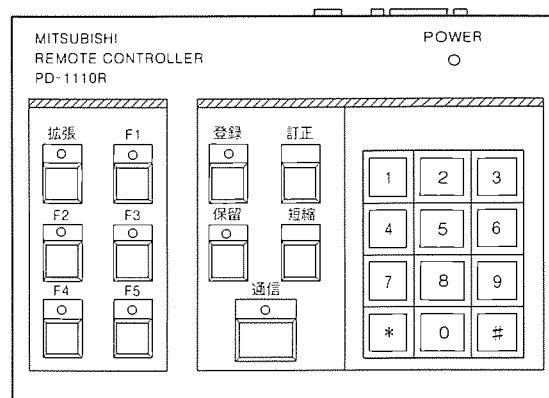 MITSUBISHI
REMOTE CONTROLLER
PD-1110R
POWER
拡張 F1
F2 F3
F4 F5
登録 訂正
保留 短縮
通信
1 2 3
4 5 6
7 8 9
* 0 #